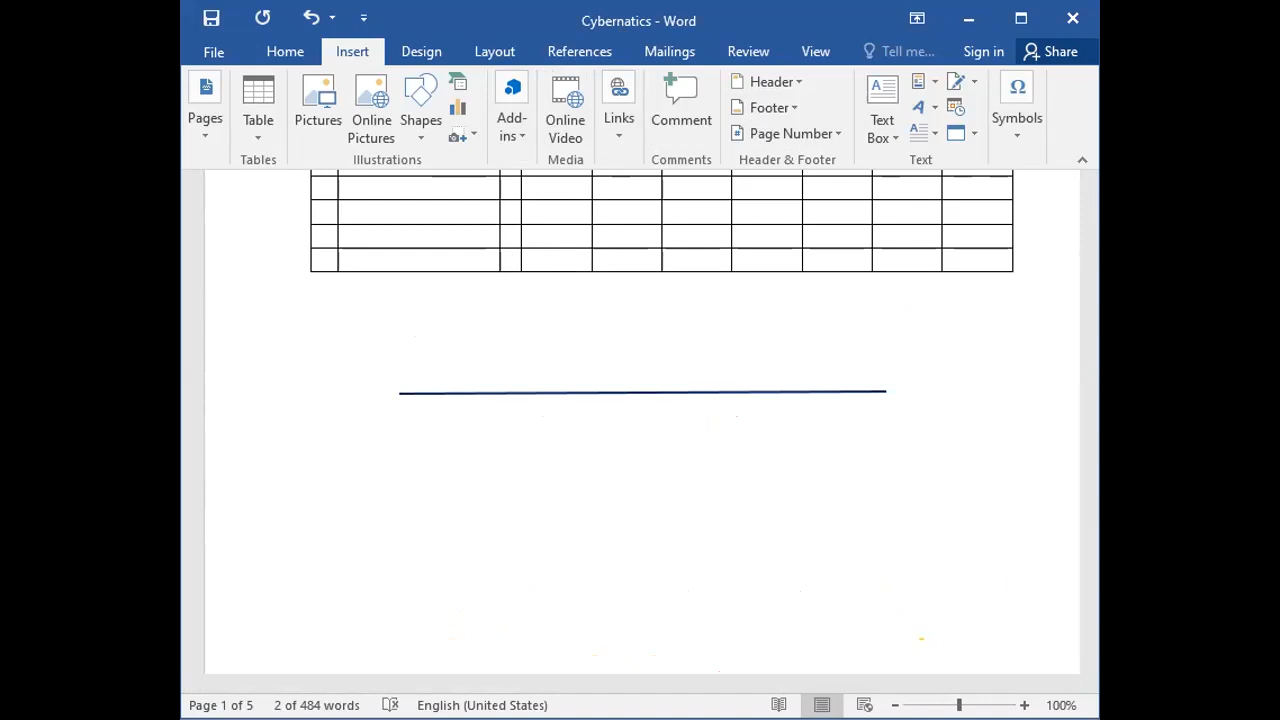 Cybernatics - Word
File Home Insert Design Layout References Mailings Review View Tell me... Sign in Share
Pages
Table
Pictures
Online Pictures
Shapes
Add-ins
Online Video
Links
Comment
Header
Footer
Page Number
Text Box
Symbols
Tables Illustrations Media Comments Header & Footer Text
Page 1 of 5 2 of 484 words English (United States) 100%